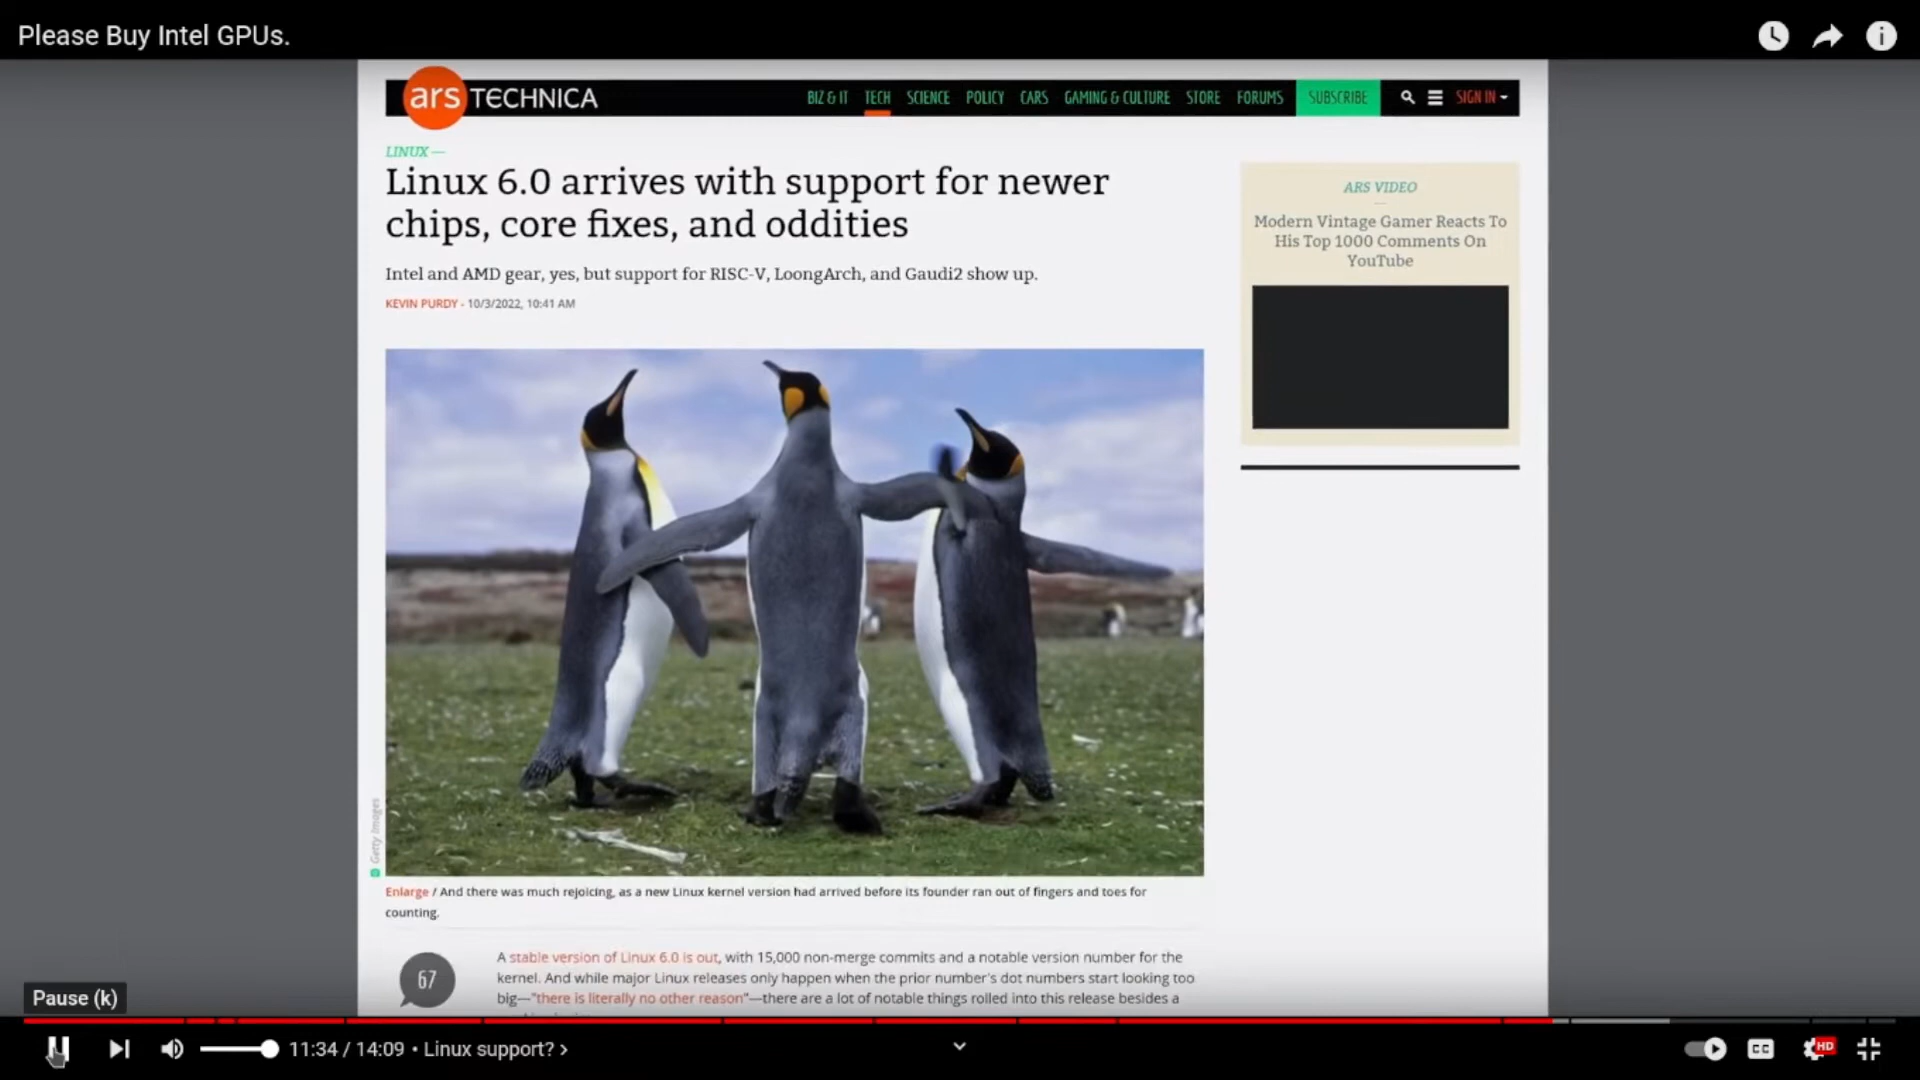 Please Buy Intel GPUs.
ars TECHNICA
BIZ & IT TECH SCIENCE POLICY CARS GAMING & CULTURE STORE FORUMS SUBSCRIBE SIGN IN
LINUX —
Linux 6.0 arrives with support for newer
chips, core fixes, and oddities
Intel and AMD gear, yes, but support for RISC-V, LoongArch, and Gaudi2 show up.
KEVIN PURDY - 10/3/2022, 10:41 AM
ARS VIDEO
Modern Vintage Gamer Reacts To
His Top 1000 Comments On
YouTube
Getty Images
Enlarge / And there was much rejoicing, as a new Linux kernel version had arrived before its founder ran out of fingers and toes for
counting.
67
A stable version of Linux 6.0 is out, with 15,000 non-merge commits and a notable version number for the
kernel. And while major Linux releases only happen when the prior number's dot numbers start looking too
big—"there is literally no other reason"—there are a lot of notable things rolled into this release besides a
Pause (k)
11:34 / 14:09 • Linux support? ›
CC
HD